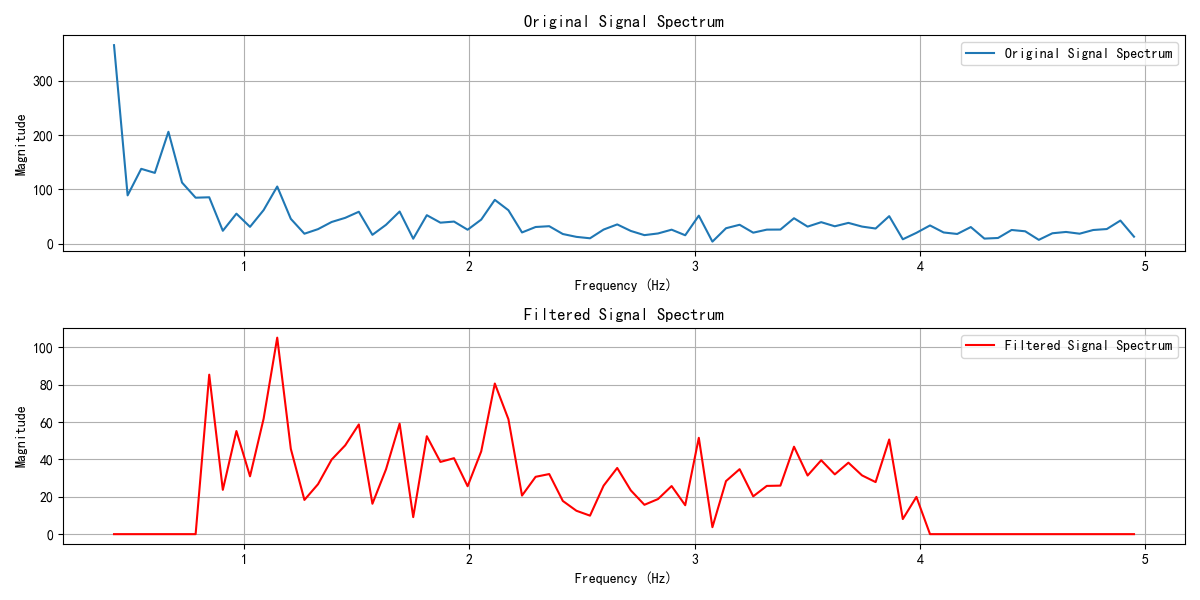 Original Signal Spectrum
Original Signal Spectrum
300
200
100
0
Magnitude
1 2 3 4 5
Frequency (Hz)
Filtered Signal Spectrum
Filtered Signal Spectrum
100
80
60
40
20
0
Magnitude
1 2 3 4 5
Frequency (Hz)